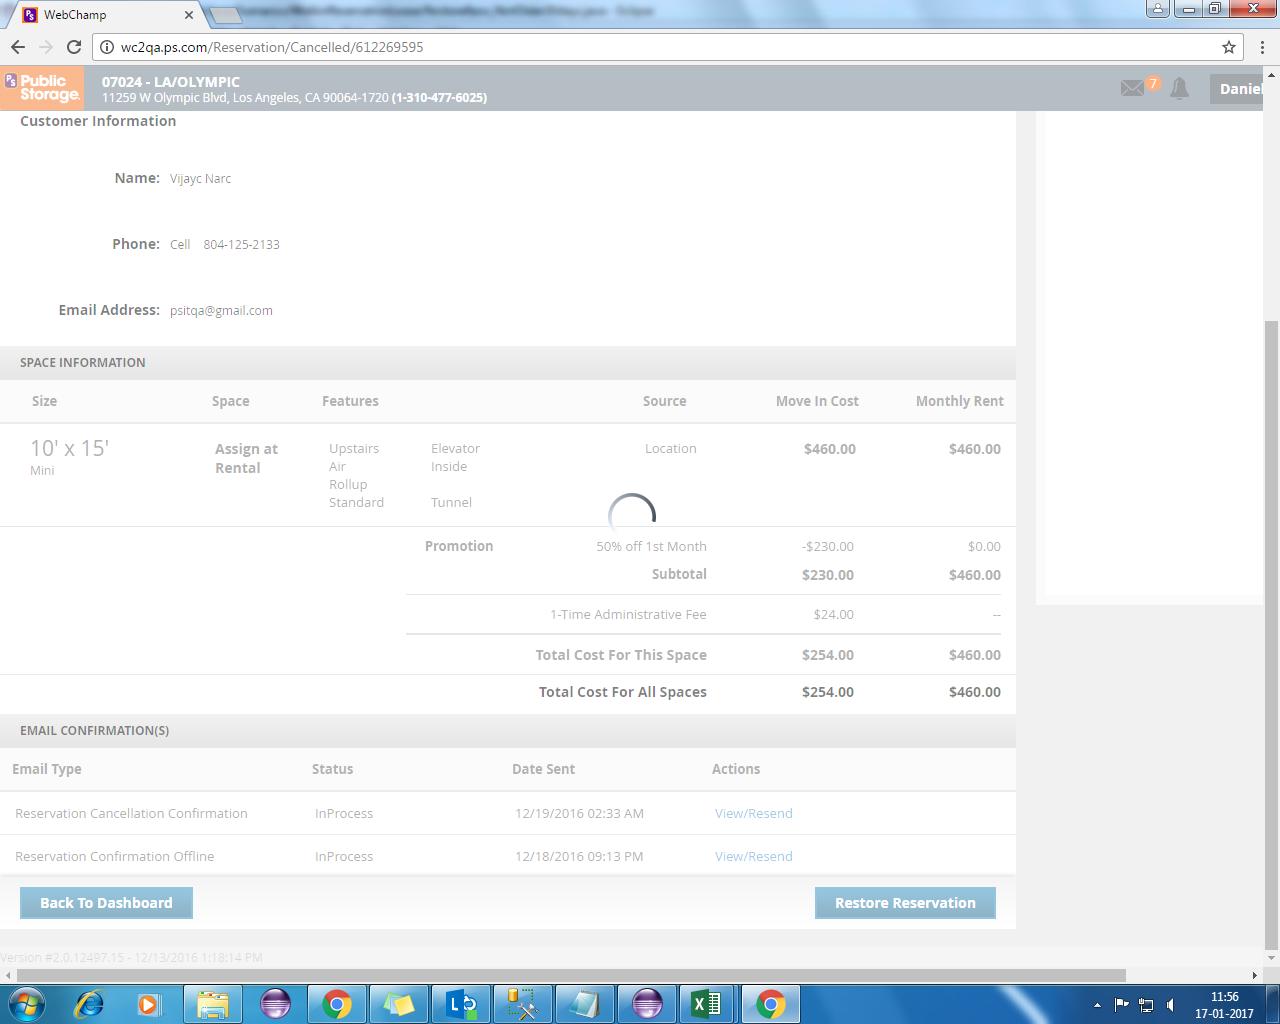 WebChamp
wc2qa.ps.com/Reservation/Cancelled/612269595
PS Public Storage.
07024 - LA/OLYMPIC
11259 W Olympic Blvd, Los Angeles, CA 90064-1720 (1-310-477-6025)
7
Daniel
Customer Information
Name: Vijayc Narc
Phone: Cell 804-125-2133
Email Address: psitqa@gmail.com
SPACE INFORMATION
Size Space Features Source Move In Cost Monthly Rent
10' x 15' Assign at Upstairs Elevator Location $460.00 $460.00
Mini Rental Air Inside
Rollup
Standard Tunnel
Promotion 50% off 1st Month -$230.00 $0.00
Subtotal $230.00 $460.00
1-Time Administrative Fee $24.00 --
Total Cost For This Space $254.00 $460.00
Total Cost For All Spaces $254.00 $460.00
EMAIL CONFIRMATION(S)
Email Type Status Date Sent Actions
Reservation Cancellation Confirmation InProcess 12/19/2016 02:33 AM View/Resend
Reservation Confirmation Offline InProcess 12/18/2016 09:13 PM View/Resend
Back To Dashboard Restore Reservation
Version #2.0.12497.15 - 12/13/2016 1:18:14 PM
11:56
17-01-2017